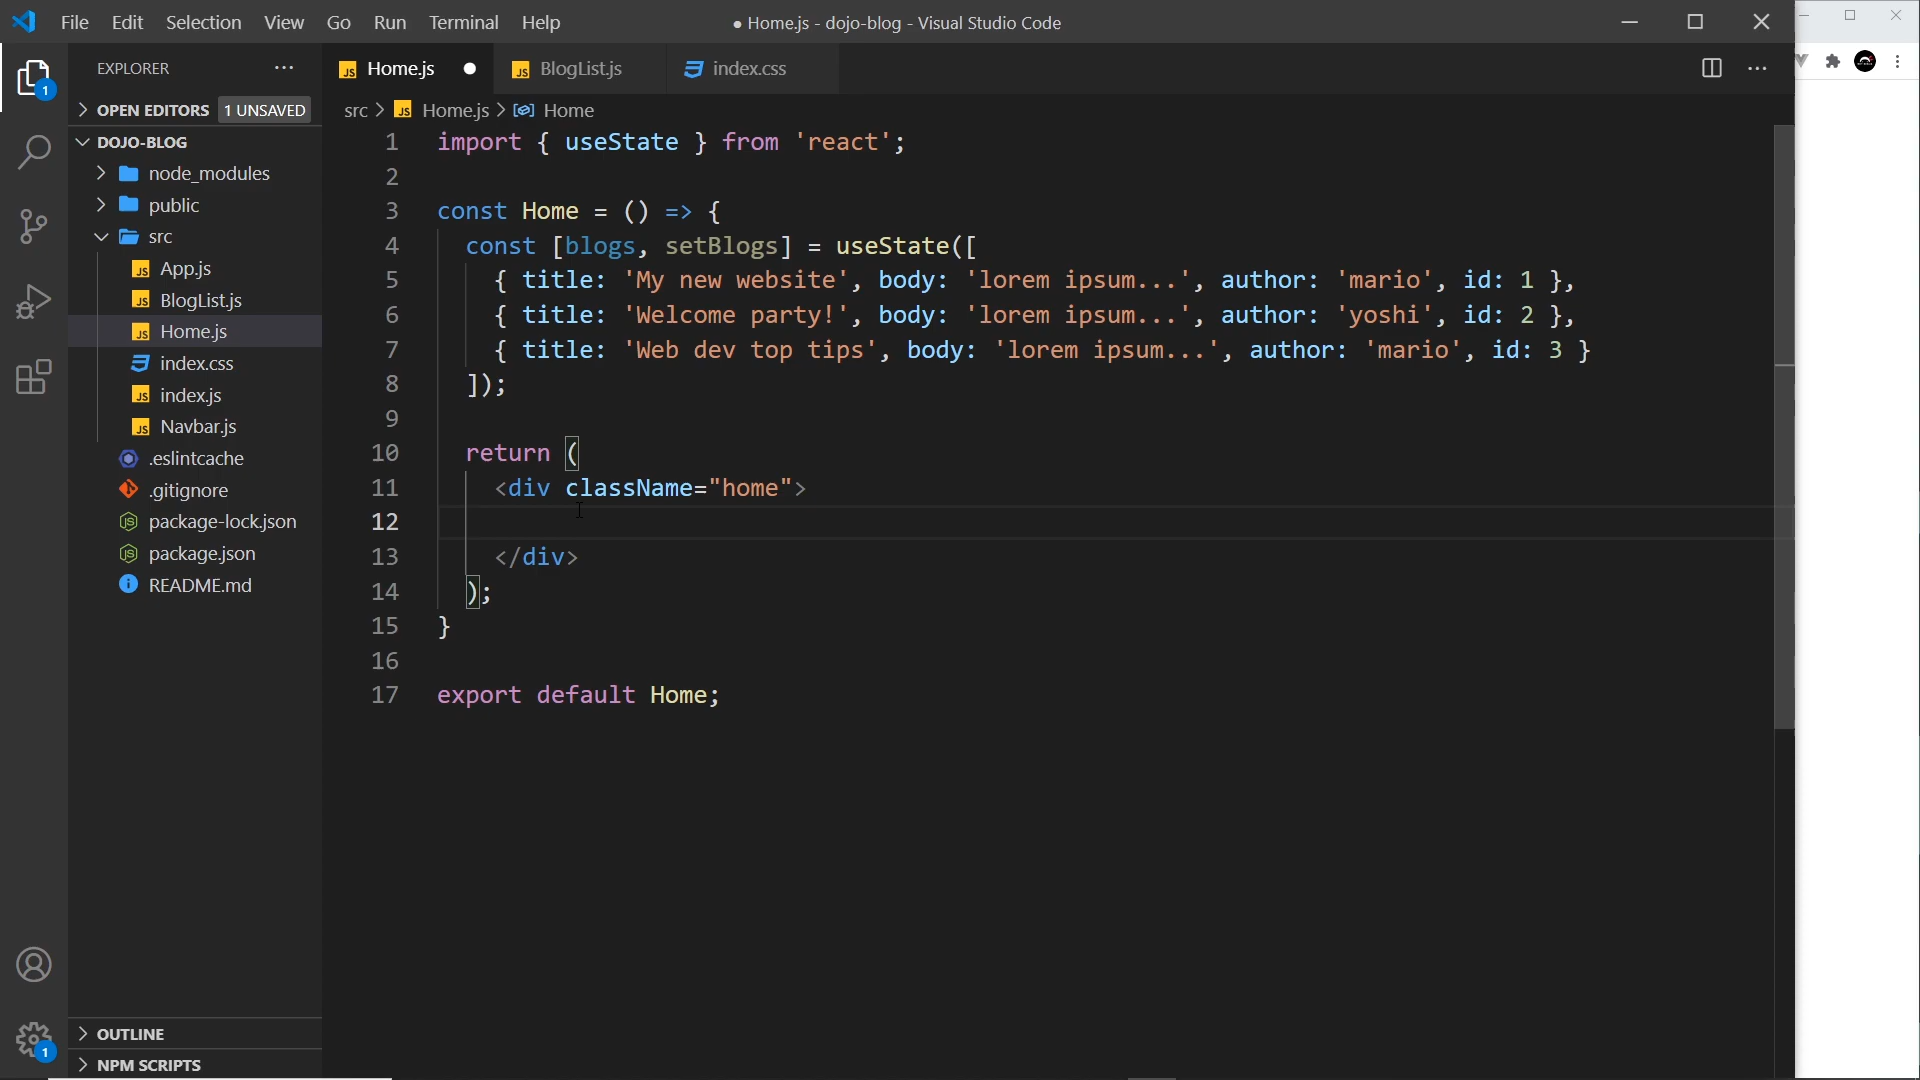 File Edit Selection View Go Run Terminal Help
● Home.js - dojo-blog - Visual Studio Code
EXPLORER
OPEN EDITORS 1 UNSAVED
DOJO-BLOG
node_modules
public
src
App.js
BlogList.js
Home.js
index.css
index.js
Navbar.js
.eslintcache
.gitignore
package-lock.json
package.json
README.md
OUTLINE
NPM SCRIPTS
1
1
Home.js ● BlogList.js index.css
src > Home.js > Home
1 import { useState } from 'react';
2
3 const Home = () => {
4 const [blogs, setBlogs] = useState([
5 { title: 'My new website', body: 'lorem ipsum...', author: 'mario', id: 1 },
6 { title: 'Welcome party!', body: 'lorem ipsum...', author: 'yoshi', id: 2 },
7 { title: 'Web dev top tips', body: 'lorem ipsum...', author: 'mario', id: 3 }
8 ]);
9
10 return (
11 <div className="home">
12
13 </div>
14 );
15 }
16
17 export default Home;